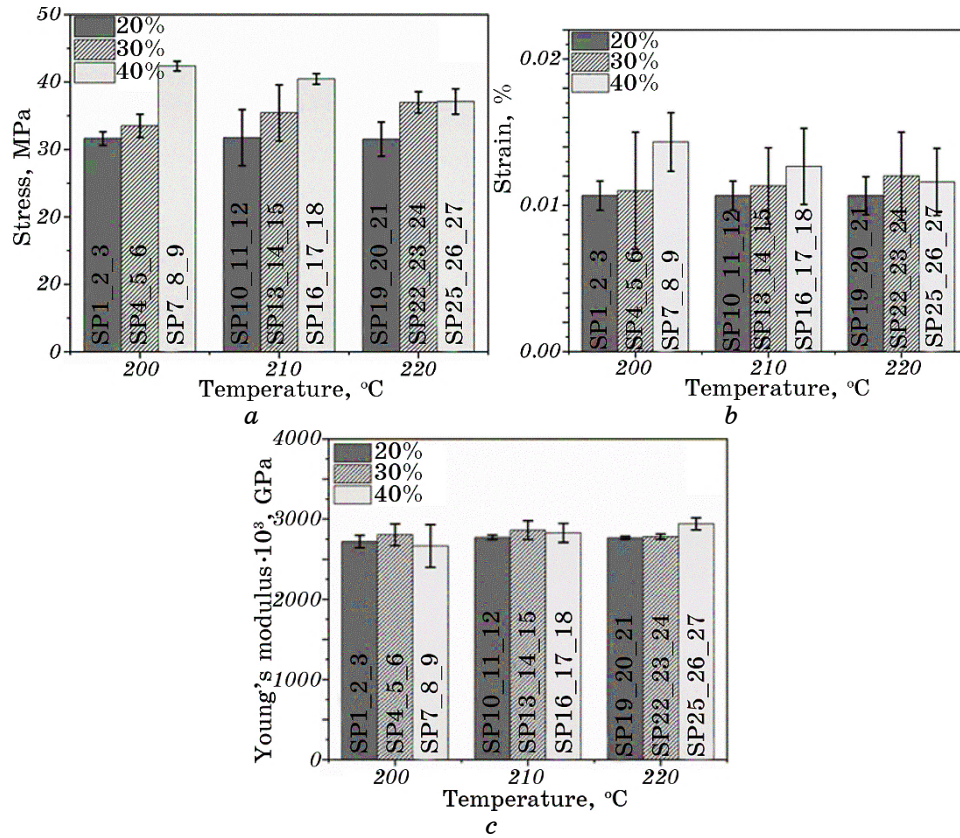 50
40
30
20
20
0
Stress, MPa
20%
30%
40%
SP1_2_3
SP4_5_6
SP7_8_9
SP10_11_12
SP13_14_15
SP16_17_18
SP19_20_21
SP22_23_24
SP25_26_27
200
210
220
Temperature, °C
a
0.02
0.01
0.00
Strain, %
20%
30%
40%
SP1_2_3
SP4_5_6
SP7_8_9
SP10_11_12
SP13_14_15
SP16_17_18
SP19_20_21
SP22_23_24
SP25_26_27
200
210
220
Temperature, °C
b
4000
3000
2000
1000
0
Young's modulus·10³, GPa
20%
30%
40%
SP1_2_3
SP4_5_6
SP7_8_9
SP10_11_12
SP13_14_15
SP16_17_18
SP19_20_21
SP22_23_24
SP25_26_27
200
210
220
Temperature, °C
c